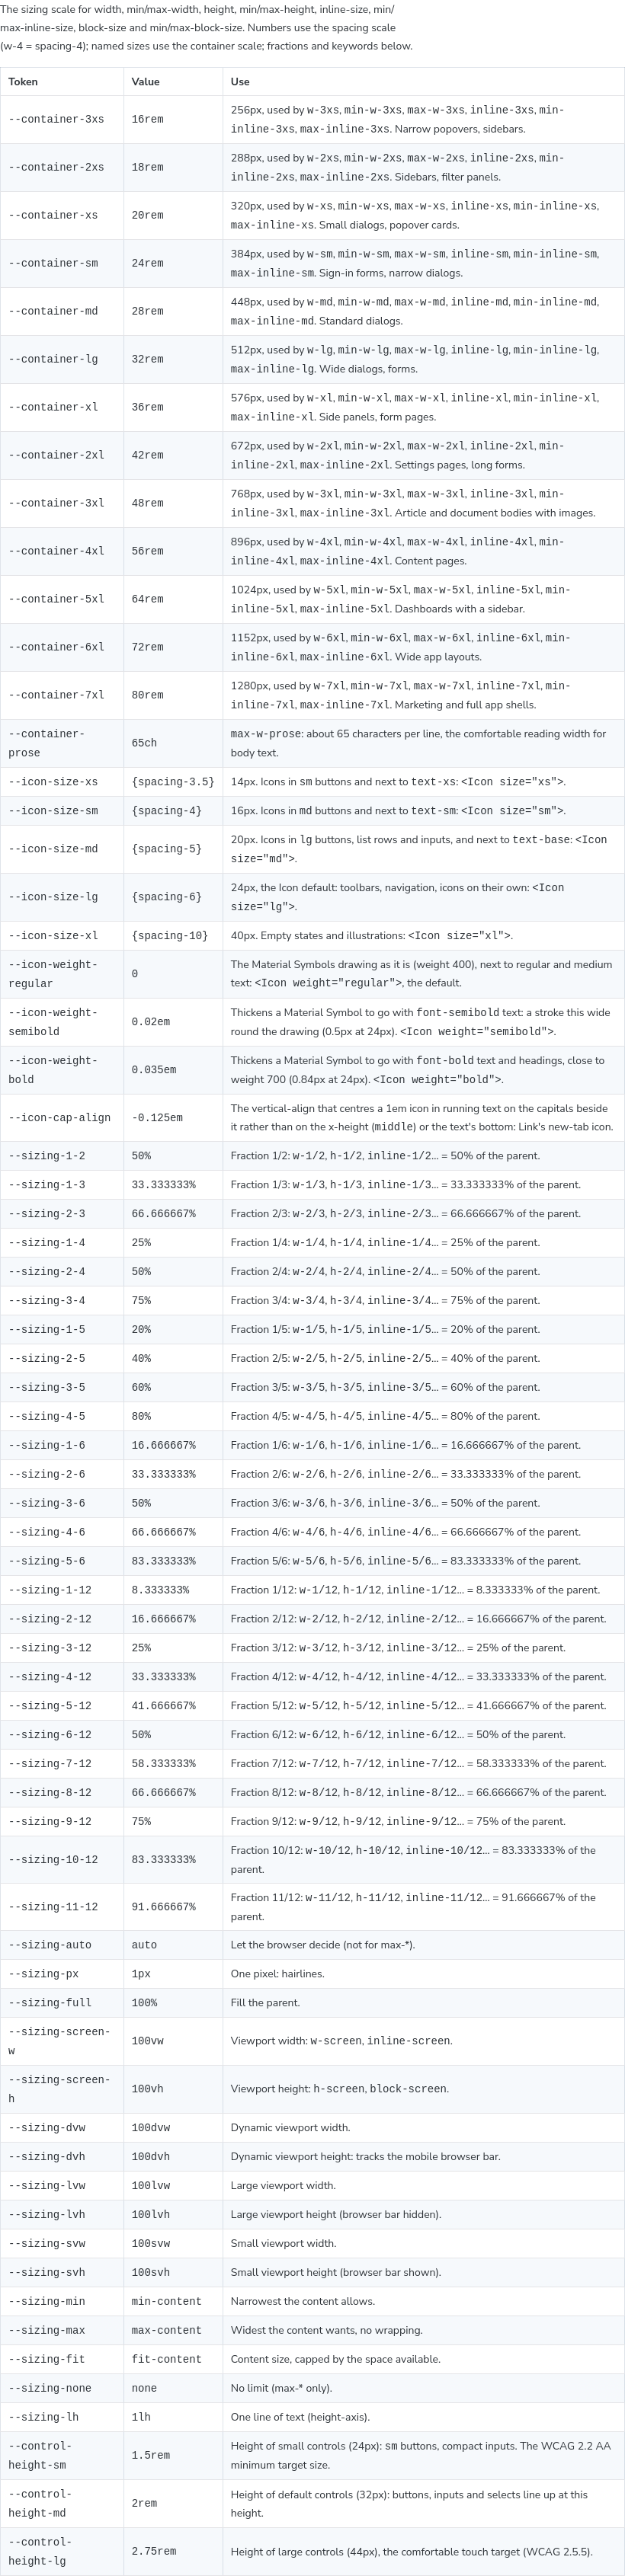 The sizing scale for width, min/max-width, height, min/max-height, inline-size, min/
max-inline-size, block-size and min/max-block-size. Numbers use the spacing scale
(w-4 = spacing-4); named sizes use the container scale; fractions and keywords below.
Token Value Use
--container-3xs 16rem 256px, used by w-3xs, min-w-3xs, max-w-3xs, inline-3xs, min-
inline-3xs, max-inline-3xs. Narrow popovers, sidebars.
--container-2xs 18rem 288px, used by w-2xs, min-w-2xs, max-w-2xs, inline-2xs, min-
inline-2xs, max-inline-2xs. Sidebars, filter panels.
--container-xs 20rem 320px, used by w-xs, min-w-xs, max-w-xs, inline-xs, min-inline-xs,
max-inline-xs. Small dialogs, popover cards.
--container-sm 24rem 384px, used by w-sm, min-w-sm, max-w-sm, inline-sm, min-inline-sm,
max-inline-sm. Sign-in forms, narrow dialogs.
--container-md 28rem 448px, used by w-md, min-w-md, max-w-md, inline-md, min-inline-md,
max-inline-md. Standard dialogs.
--container-lg 32rem 512px, used by w-lg, min-w-lg, max-w-lg, inline-lg, min-inline-lg,
max-inline-lg. Wide dialogs, forms.
--container-xl 36rem 576px, used by w-xl, min-w-xl, max-w-xl, inline-xl, min-inline-xl,
max-inline-xl. Side panels, form pages.
--container-2xl 42rem 672px, used by w-2xl, min-w-2xl, max-w-2xl, inline-2xl, min-
inline-2xl, max-inline-2xl. Settings pages, long forms.
--container-3xl 48rem 768px, used by w-3xl, min-w-3xl, max-w-3xl, inline-3xl, min-
inline-3xl, max-inline-3xl. Article and document bodies with images.
--container-4xl 56rem 896px, used by w-4xl, min-w-4xl, max-w-4xl, inline-4xl, min-
inline-4xl, max-inline-4xl. Content pages.
--container-5xl 64rem 1024px, used by w-5xl, min-w-5xl, max-w-5xl, inline-5xl, min-
inline-5xl, max-inline-5xl. Dashboards with a sidebar.
--container-6xl 72rem 1152px, used by w-6xl, min-w-6xl, max-w-6xl, inline-6xl, min-
inline-6xl, max-inline-6xl. Wide app layouts.
--container-7xl 80rem 1280px, used by w-7xl, min-w-7xl, max-w-7xl, inline-7xl, min-
inline-7xl, max-inline-7xl. Marketing and full app shells.
--container-
prose 65ch max-w-prose: about 65 characters per line, the comfortable reading width for
body text.
--icon-size-xs {spacing-3.5} 14px. Icons in sm buttons and next to text-xs: <Icon size="xs">.
--icon-size-sm {spacing-4} 16px. Icons in md buttons and next to text-sm: <Icon size="sm">.
--icon-size-md {spacing-5} 20px. Icons in lg buttons, list rows and inputs, and next to text-base: <Icon
size="md">.
--icon-size-lg {spacing-6} 24px, the Icon default: toolbars, navigation, icons on their own: <Icon
size="lg">.
--icon-size-xl {spacing-10} 40px. Empty states and illustrations: <Icon size="xl">.
--icon-weight-
regular 0 The Material Symbols drawing as it is (weight 400), next to regular and medium
text: <Icon weight="regular">, the default.
--icon-weight-
semibold 0.02em Thickens a Material Symbol to go with font-semibold text: a stroke this wide
round the drawing (0.5px at 24px). <Icon weight="semibold">.
--icon-weight-
bold 0.035em Thickens a Material Symbol to go with font-bold text and headings, close to
weight 700 (0.84px at 24px). <Icon weight="bold">.
--icon-cap-align -0.125em The vertical-align that centres a 1em icon in running text on the capitals beside
it rather than on the x-height (middle) or the text's bottom: Link's new-tab icon.
--sizing-1-2 50% Fraction 1/2: w-1/2, h-1/2, inline-1/2... = 50% of the parent.
--sizing-1-3 33.333333% Fraction 1/3: w-1/3, h-1/3, inline-1/3... = 33.333333% of the parent.
--sizing-2-3 66.666667% Fraction 2/3: w-2/3, h-2/3, inline-2/3... = 66.666667% of the parent.
--sizing-1-4 25% Fraction 1/4: w-1/4, h-1/4, inline-1/4... = 25% of the parent.
--sizing-2-4 50% Fraction 2/4: w-2/4, h-2/4, inline-2/4... = 50% of the parent.
--sizing-3-4 75% Fraction 3/4: w-3/4, h-3/4, inline-3/4... = 75% of the parent.
--sizing-1-5 20% Fraction 1/5: w-1/5, h-1/5, inline-1/5... = 20% of the parent.
--sizing-2-5 40% Fraction 2/5: w-2/5, h-2/5, inline-2/5... = 40% of the parent.
--sizing-3-5 60% Fraction 3/5: w-3/5, h-3/5, inline-3/5... = 60% of the parent.
--sizing-4-5 80% Fraction 4/5: w-4/5, h-4/5, inline-4/5... = 80% of the parent.
--sizing-1-6 16.666667% Fraction 1/6: w-1/6, h-1/6, inline-1/6... = 16.666667% of the parent.
--sizing-2-6 33.333333% Fraction 2/6: w-2/6, h-2/6, inline-2/6... = 33.333333% of the parent.
--sizing-3-6 50% Fraction 3/6: w-3/6, h-3/6, inline-3/6... = 50% of the parent.
--sizing-4-6 66.666667% Fraction 4/6: w-4/6, h-4/6, inline-4/6... = 66.666667% of the parent.
--sizing-5-6 83.333333% Fraction 5/6: w-5/6, h-5/6, inline-5/6... = 83.333333% of the parent.
--sizing-1-12 8.333333% Fraction 1/12: w-1/12, h-1/12, inline-1/12... = 8.333333% of the parent.
--sizing-2-12 16.666667% Fraction 2/12: w-2/12, h-2/12, inline-2/12... = 16.666667% of the parent.
--sizing-3-12 25% Fraction 3/12: w-3/12, h-3/12, inline-3/12... = 25% of the parent.
--sizing-4-12 33.333333% Fraction 4/12: w-4/12, h-4/12, inline-4/12... = 33.333333% of the parent.
--sizing-5-12 41.666667% Fraction 5/12: w-5/12, h-5/12, inline-5/12... = 41.666667% of the parent.
--sizing-6-12 50% Fraction 6/12: w-6/12, h-6/12, inline-6/12... = 50% of the parent.
--sizing-7-12 58.333333% Fraction 7/12: w-7/12, h-7/12, inline-7/12... = 58.333333% of the parent.
--sizing-8-12 66.666667% Fraction 8/12: w-8/12, h-8/12, inline-8/12... = 66.666667% of the parent.
--sizing-9-12 75% Fraction 9/12: w-9/12, h-9/12, inline-9/12... = 75% of the parent.
--sizing-10-12 83.333333% Fraction 10/12: w-10/12, h-10/12, inline-10/12... = 83.333333% of the
parent.
--sizing-11-12 91.666667% Fraction 11/12: w-11/12, h-11/12, inline-11/12... = 91.666667% of the
parent.
--sizing-auto auto Let the browser decide (not for max-*).
--sizing-px 1px One pixel: hairlines.
--sizing-full 100% Fill the parent.
--sizing-screen-
w 100vw Viewport width: w-screen, inline-screen.
--sizing-screen-
h 100vh Viewport height: h-screen, block-screen.
--sizing-dvw 100dvw Dynamic viewport width.
--sizing-dvh 100dvh Dynamic viewport height: tracks the mobile browser bar.
--sizing-lvw 100lvw Large viewport width.
--sizing-lvh 100lvh Large viewport height (browser bar hidden).
--sizing-svw 100svw Small viewport width.
--sizing-svh 100svh Small viewport height (browser bar shown).
--sizing-min min-content Narrowest the content allows.
--sizing-max max-content Widest the content wants, no wrapping.
--sizing-fit fit-content Content size, capped by the space available.
--sizing-none none No limit (max-* only).
--sizing-lh 1lh One line of text (height-axis).
--control-
height-sm 1.5rem Height of small controls (24px): sm buttons, compact inputs. The WCAG 2.2 AA
minimum target size.
--control-
height-md 2rem Height of default controls (32px): buttons, inputs and selects line up at this
height.
--control-
height-lg 2.75rem Height of large controls (44px), the comfortable touch target (WCAG 2.5.5).